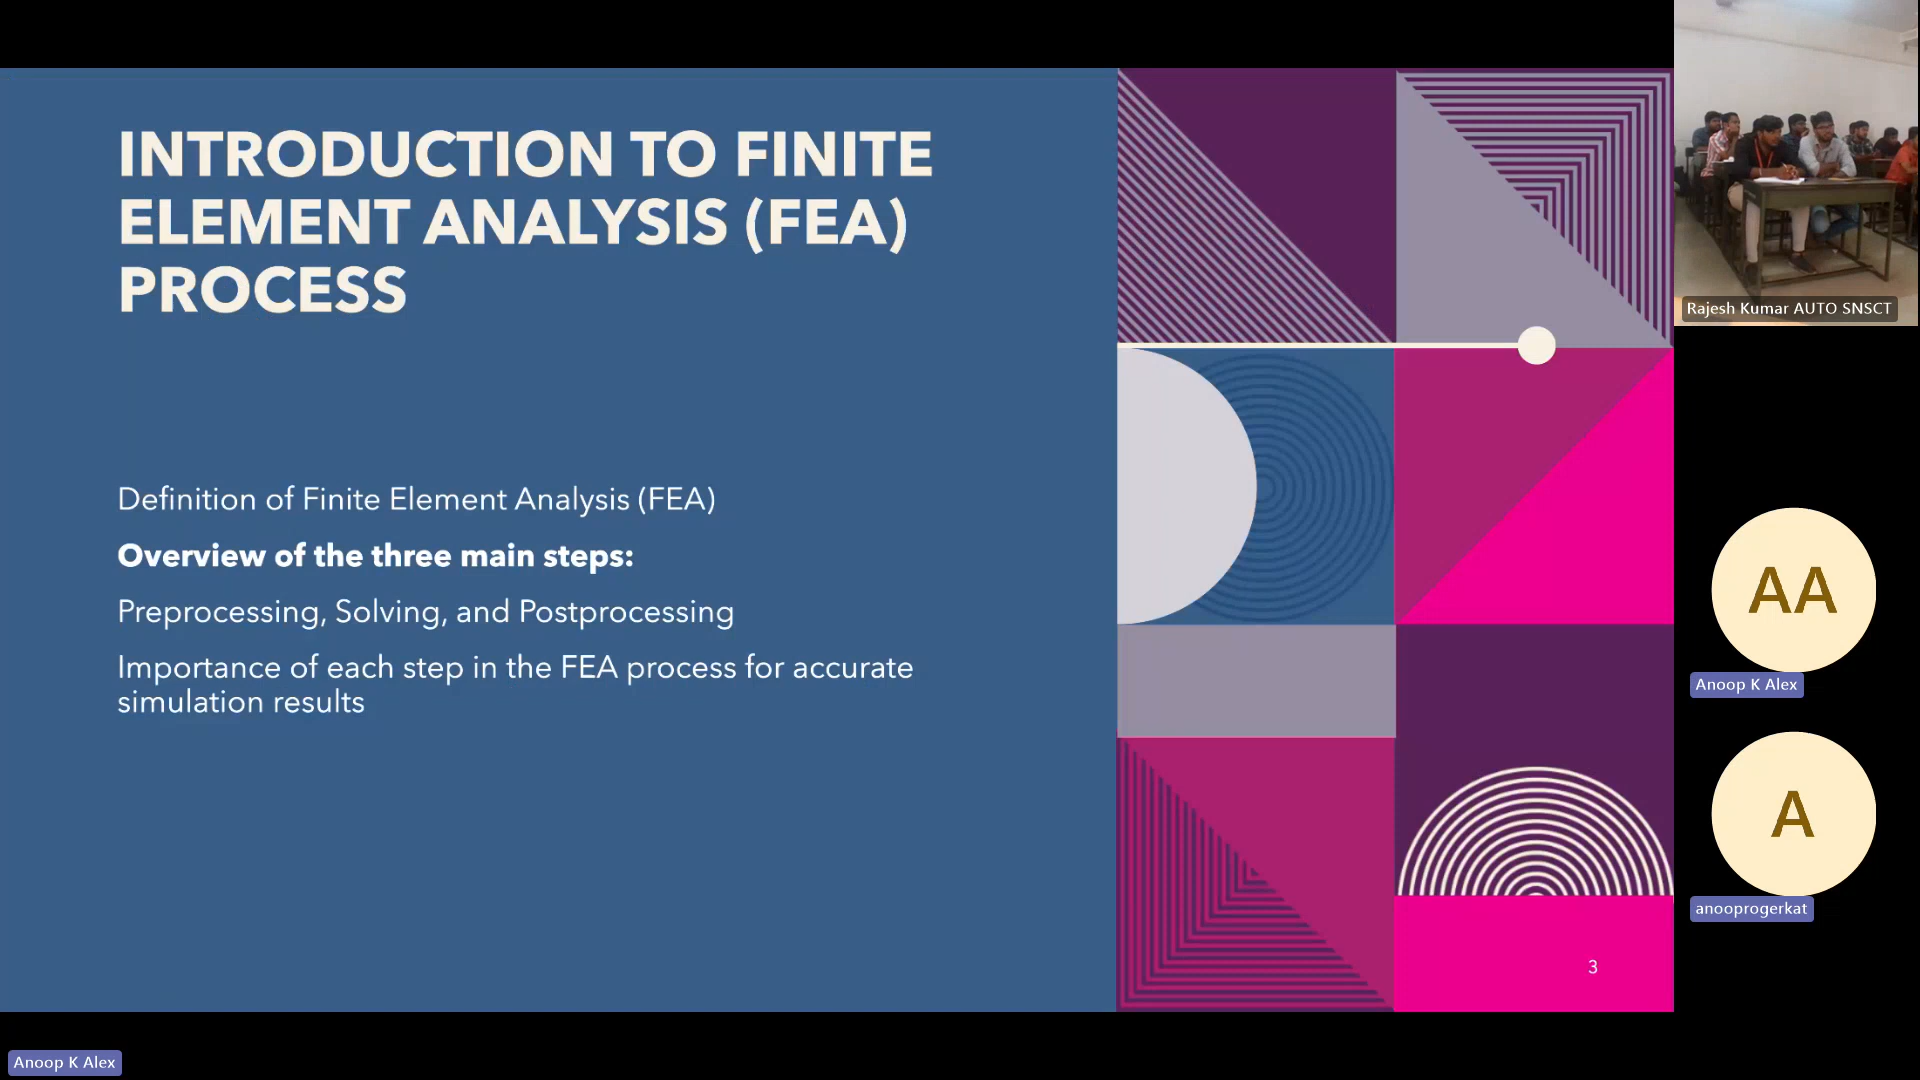 INTRODUCTION TO FINITE
ELEMENT ANALYSIS (FEA)
PROCESS
Definition of Finite Element Analysis (FEA)
Overview of the three main steps:
Preprocessing, Solving, and Postprocessing
Importance of each step in the FEA process for accurate
simulation results
3
Rajesh Kumar AUTO SNSCT
AA
Anoop K Alex
A
anooprogerkat
Anoop K Alex